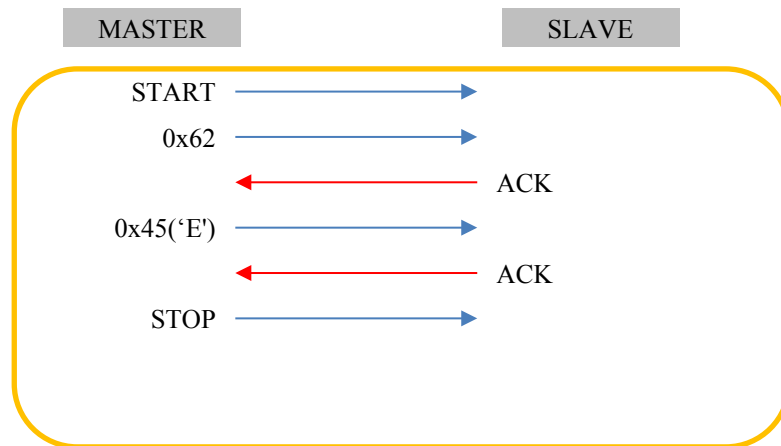 MASTER SLAVE
START
0x62
ACK
0x45(‘E')
ACK
STOP